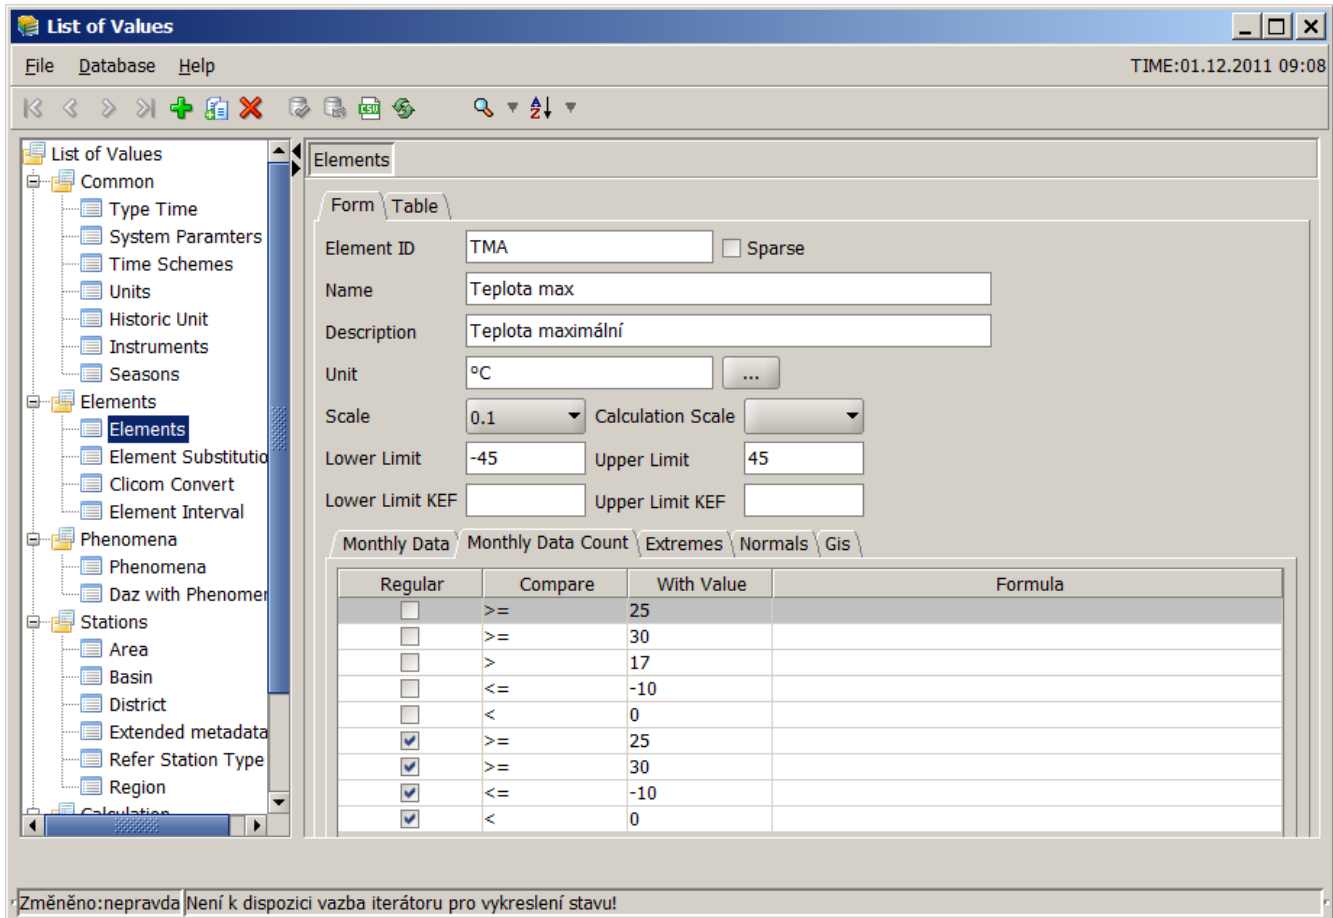 List of Values
File Database Help TIME:01.12.2011 09:08
CSV A Z
List of Values
Common
Type Time
System Paramters
Time Schemes
Units
Historic Unit
Instruments
Seasons
Elements
Elements
Element Substitutio
Clicom Convert
Element Interval
Phenomena
Phenomena
Daz with Phenomen
Stations
Area
Basin
District
Extended metadata
Refer Station Type
Region
Calculation
Elements
Form Table
Element ID TMA Sparse
Name Teplota max
Description Teplota maximální
Unit ºC ...
Scale 0.1 Calculation Scale
Lower Limit -45 Upper Limit 45
Lower Limit KEF Upper Limit KEF
Monthly Data Monthly Data Count Extremes Normals Gis
Regular Compare With Value Formula
>= 25
>= 30
> 17
<= -10
< 0
>= 25
>= 30
<= -10
< 0
Změněno:nepravda Není k dispozici vazba iterátoru pro vykreslení stavu!